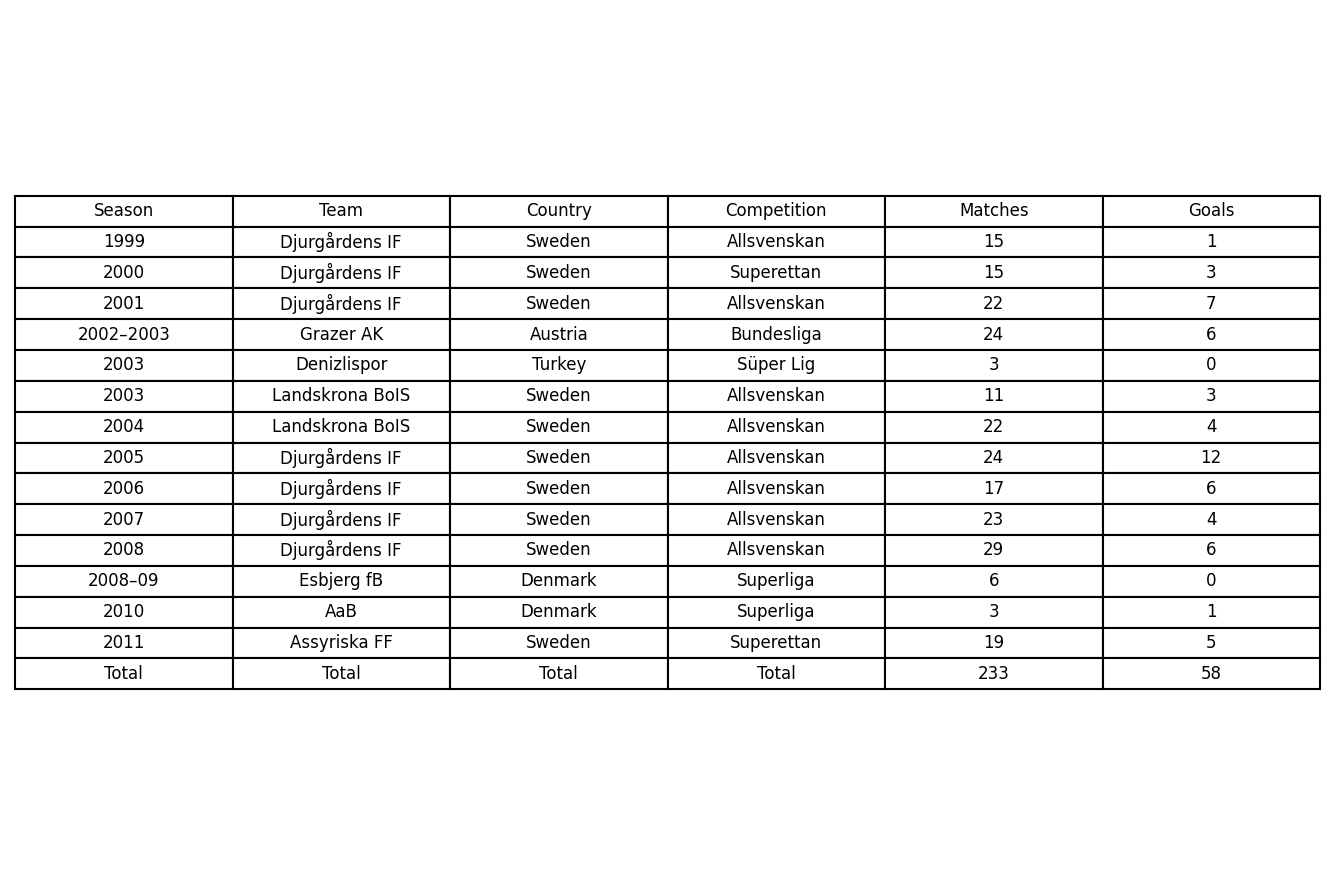 Season Team Country Competition Matches Goals
1999 Djurgårdens IF Sweden Allsvenskan 15 1
2000 Djurgårdens IF Sweden Superettan 15 3
2001 Djurgårdens IF Sweden Allsvenskan 22 7
2002–2003 Grazer AK Austria Bundesliga 24 6
2003 Denizlispor Turkey Süper Lig 3 0
2003 Landskrona BoIS Sweden Allsvenskan 11 3
2004 Landskrona BoIS Sweden Allsvenskan 22 4
2005 Djurgårdens IF Sweden Allsvenskan 24 12
2006 Djurgårdens IF Sweden Allsvenskan 17 6
2007 Djurgårdens IF Sweden Allsvenskan 23 4
2008 Djurgårdens IF Sweden Allsvenskan 29 6
2008–09 Esbjerg fB Denmark Superliga 6 0
2010 AaB Denmark Superliga 3 1
2011 Assyriska FF Sweden Superettan 19 5
Total Total Total Total 233 58